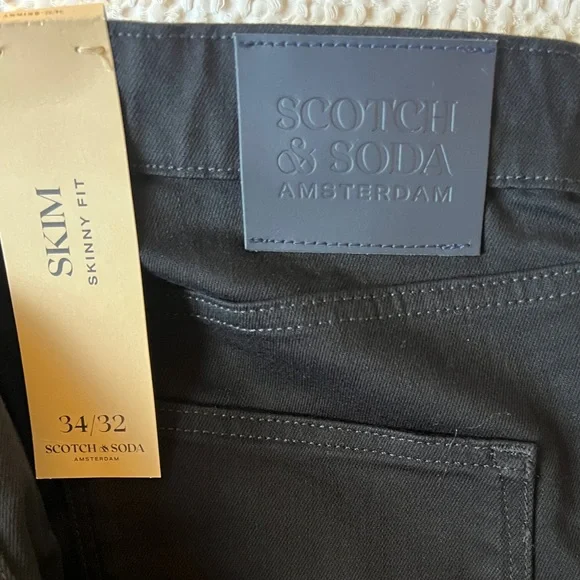 SCOTCH
& SODA
AMSTERDAM
SKIM
SKINNY FIT
34/32
SCOTCH & SODA
AMSTERDAM